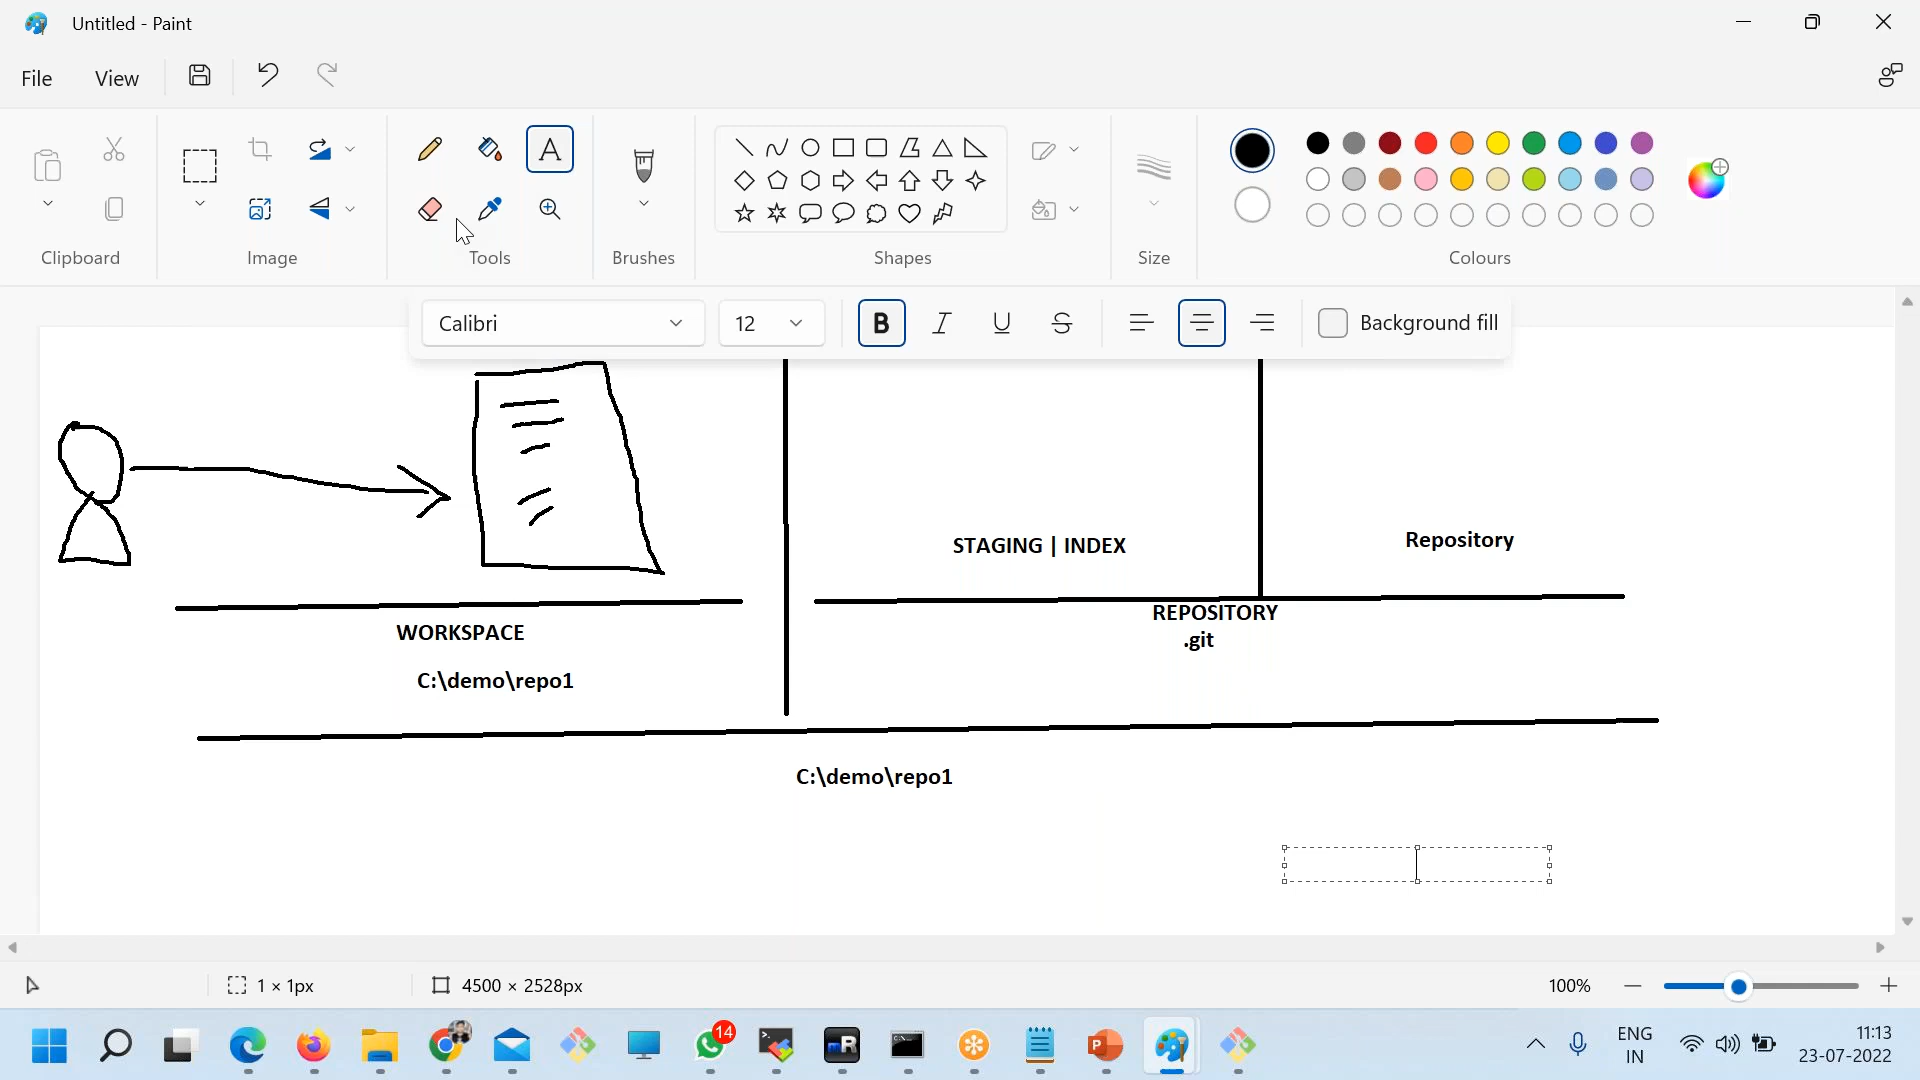 Untitled - Paint
File
View
Clipboard
Image
Tools
Brushes
Shapes
Size
Colours
Calibri
12
B
I
U
S
Background fill
STAGING | INDEX
Repository
REPOSITORY
.git
WORKSPACE
C:\demo\repo1
C:\demo\repo1
1 × 1px
4500 × 2528px
100%
14
ENG
IN
11:13
23-07-2022